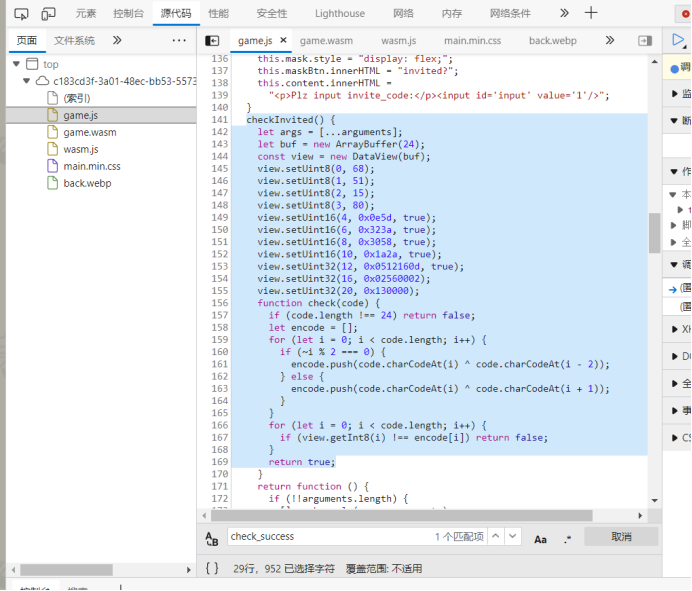 元素 控制台 源代码 性能 安全性 Lighthouse 网络 内存 网络条件
页面 文件系统
top
c183cd3f-3a01-48ec-bb53-5573
(索引)
game.js
game.wasm
wasm.js
main.min.css
back.webp
game.js game.wasm wasm.js main.min.css back.webp
136 this.mask.style = "display: flex;";
137 this.maskBtn.innerHTML = "invited?";
138 this.content.innerHTML =
139 "<p>Plz input invite_code:</p><input id='input' value='1'/>";
140 }
141 checkInvited() {
142 let args = [...arguments];
143 let buf = new ArrayBuffer(24);
144 const view = new DataView(buf);
145 view.setUint8(0, 68);
146 view.setUint8(1, 51);
147 view.setUint8(2, 15);
148 view.setUint8(3, 80);
149 view.setUint16(4, 0x0e5d, true);
150 view.setUint16(6, 0x323a, true);
151 view.setUint16(8, 0x3058, true);
152 view.setUint16(10, 0x1a2a, true);
153 view.setUint32(12, 0x0512160d, true);
154 view.setUint32(16, 0x02560002);
155 view.setUint32(20, 0x130000);
156 function check(code) {
157 if (code.length !== 24) return false;
158 let encode = [];
159 for (let i = 0; i < code.length; i++) {
160 if (~i % 2 === 0) {
161 encode.push(code.charCodeAt(i) ^ code.charCodeAt(i - 2));
162 } else {
163 encode.push(code.charCodeAt(i) ^ code.charCodeAt(i + 1));
164 }
165 }
166 for (let i = 0; i < code.length; i++) {
167 if (view.getInt8(i) !== encode[i]) return false;
168 }
169 return true;
170 }
171 return function () {
172 if (!!arguments.length) {
check_success 1 个匹配项 Aa .* 取消
{ } 29行，952 已选择字符 覆盖范围: 不适用